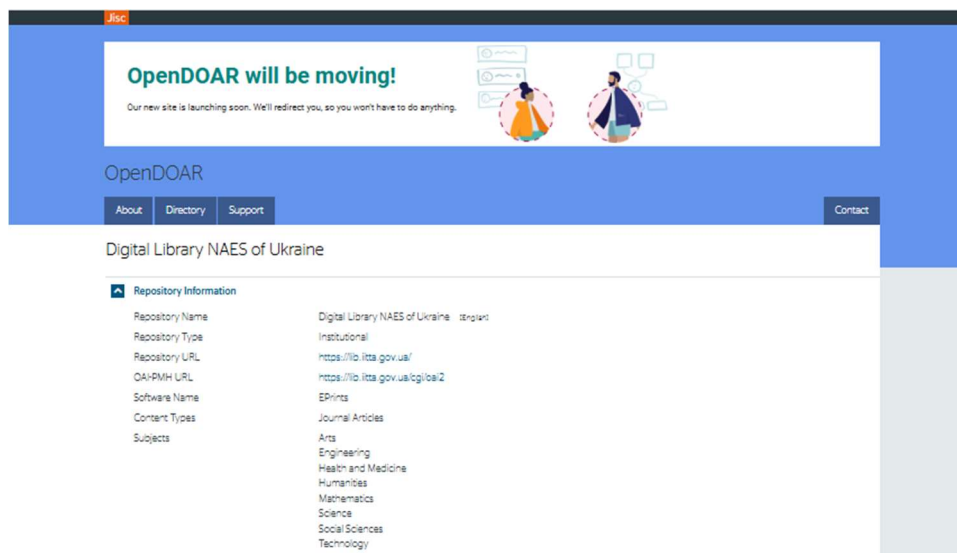 Jisc
OpenDOAR will be moving!
Our new site is launching soon. We'll redirect you, so you won't have to do anything.
OpenDOAR
About Directory Support Contact
Digital Library NAES of Ukraine
Repository Information
Repository Name Digital Library NAES of Ukraine [English]
Repository Type Institutional
Repository URL https://lib.iitta.gov.ua/
OAI-PMH URL https://lib.iitta.gov.ua/cgi/oai2
Software Name EPrints
Content Types Journal Articles
Subjects Arts
Engineering
Health and Medicine
Humanities
Mathematics
Science
Social Sciences
Technology